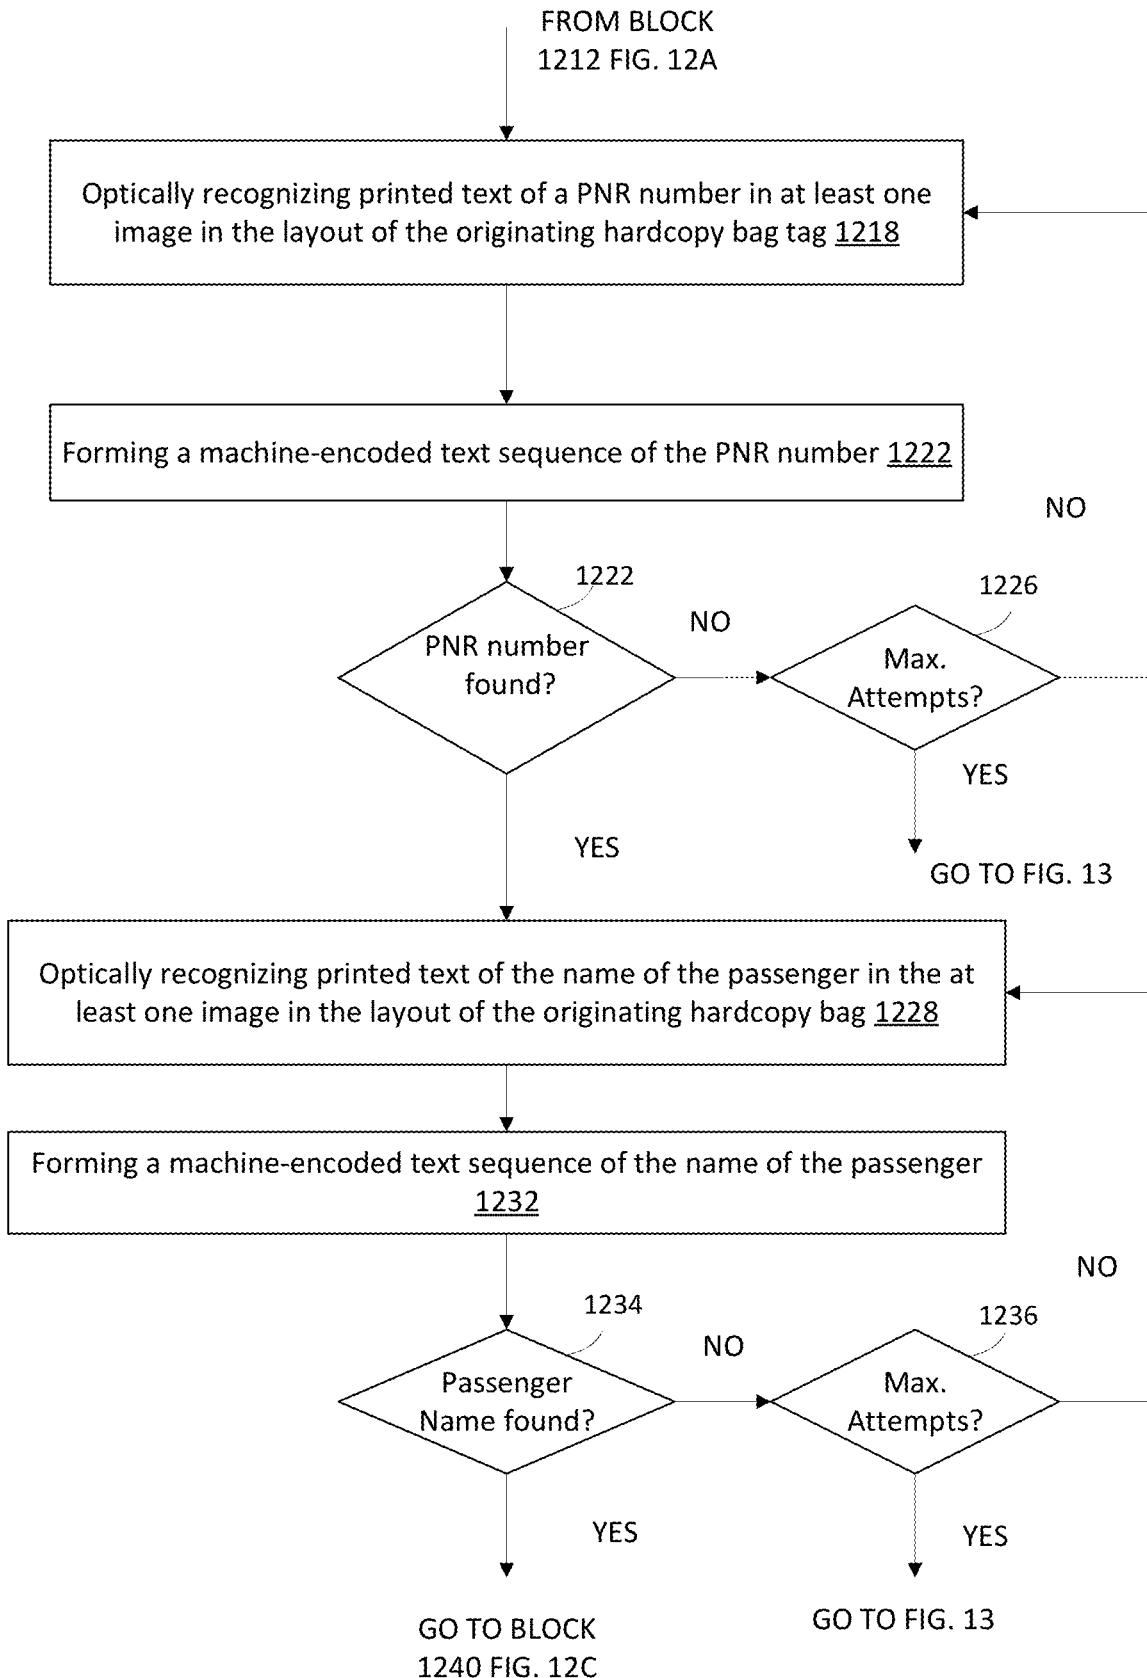 FROM BLOCK
1212 FIG. 12A
Optically recognizing printed text of a PNR number in at least one
image in the layout of the originating hardcopy bag tag 1218
Forming a machine-encoded text sequence of the PNR number 1222
NO
1222
1226
NO
PNR number
found?
Max.
Attempts?
YES
YES
GO TO FIG. 13
Optically recognizing printed text of the name of the passenger in the at
least one image in the layout of the originating hardcopy bag 1228
Forming a machine-encoded text sequence of the name of the passenger
1232
NO
1234
1236
NO
Passenger
Name found?
Max.
Attempts?
YES
YES
GO TO BLOCK
1240 FIG. 12C
GO TO FIG. 13